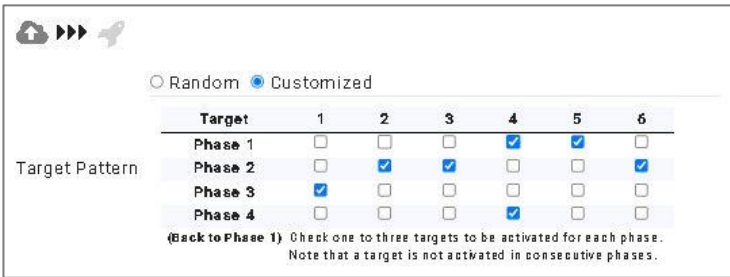 Random Customized
Target 1 2 3 4 5 6
Phase 1
Target Pattern Phase 2
Phase 3
Phase 4
(Back to Phase 1) Check one to three targets to be activated for each phase.
Note that a target is not activated in consecutive phases.